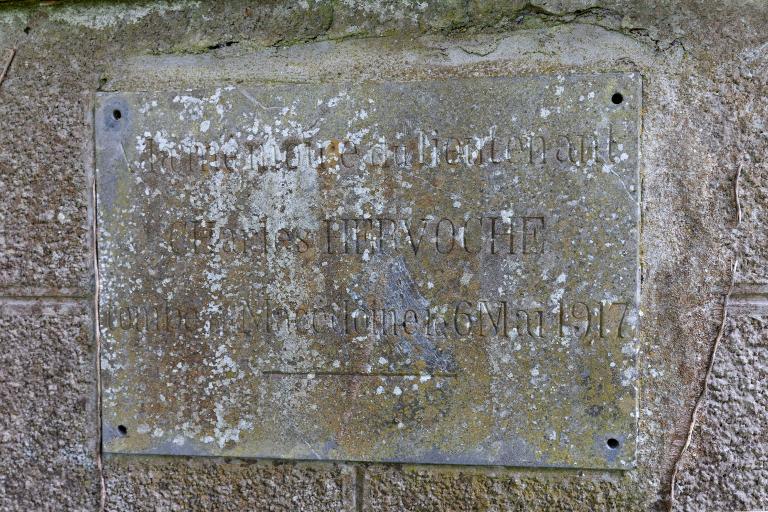 A la mémoire du lieutenant
Charles HERVOCHE
tombé en Macédoine le 6 Mai 1917